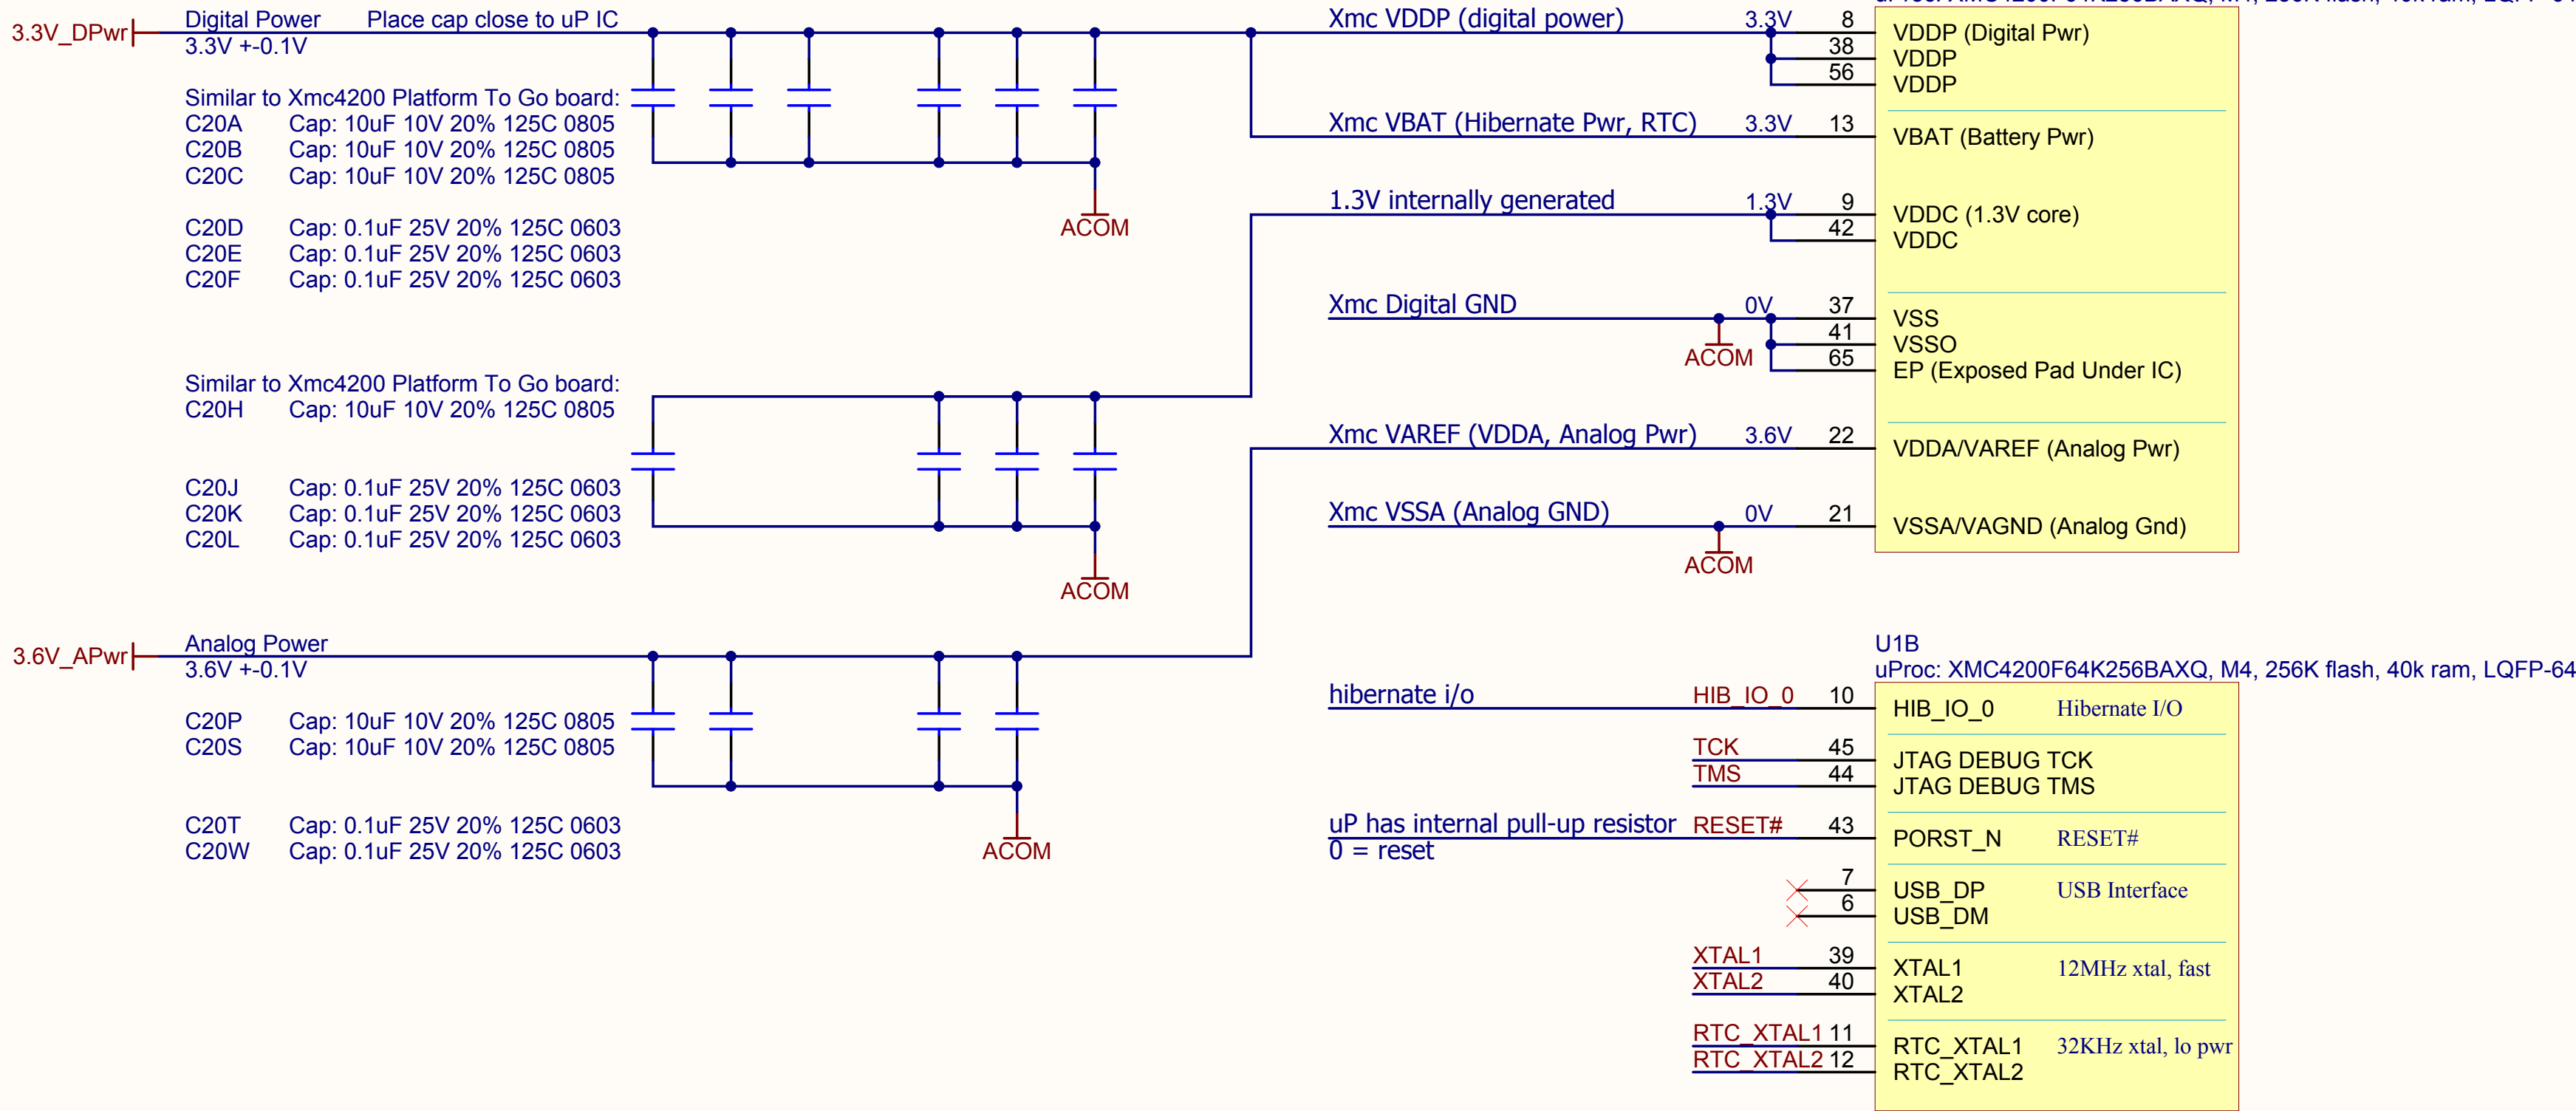 Digital Power Place cap close to uP IC
3.3V_DPwr
3.3V +-0.1V
Similar to Xmc4200 Platform To Go board:
C20A Cap: 10uF 10V 20% 125C 0805
C20B Cap: 10uF 10V 20% 125C 0805
C20C Cap: 10uF 10V 20% 125C 0805
C20D Cap: 0.1uF 25V 20% 125C 0603
C20E Cap: 0.1uF 25V 20% 125C 0603
C20F Cap: 0.1uF 25V 20% 125C 0603
ACOM
Similar to Xmc4200 Platform To Go board:
C20H Cap: 10uF 10V 20% 125C 0805
C20J Cap: 0.1uF 25V 20% 125C 0603
C20K Cap: 0.1uF 25V 20% 125C 0603
C20L Cap: 0.1uF 25V 20% 125C 0603
ACOM
Analog Power
3.6V_APwr
3.6V +-0.1V
C20P Cap: 10uF 10V 20% 125C 0805
C20S Cap: 10uF 10V 20% 125C 0805
C20T Cap: 0.1uF 25V 20% 125C 0603
C20W Cap: 0.1uF 25V 20% 125C 0603
ACOM
Xmc VDDP (digital power) 3.3V 8 VDDP (Digital Pwr)
38 VDDP
56 VDDP
Xmc VBAT (Hibernate Pwr, RTC) 3.3V 13 VBAT (Battery Pwr)
1.3V internally generated 1.3V 9 VDDC (1.3V core)
42 VDDC
Xmc Digital GND 0V 37 VSS
41 VSSO
ACOM
65 EP (Exposed Pad Under IC)
Xmc VAREF (VDDA, Analog Pwr) 3.6V 22 VDDA/VAREF (Analog Pwr)
Xmc VSSA (Analog GND) 0V 21 VSSA/VAGND (Analog Gnd)
ACOM
U1B
uProc: XMC4200F64K256BAXQ, M4, 256K flash, 40k ram, LQFP-64
hibernate i/o HIB_IO_0 10 HIB_IO_0 Hibernate I/O
TCK 45 JTAG DEBUG TCK
TMS 44 JTAG DEBUG TMS
uP has internal pull-up resistor RESET# 43 PORST_N RESET#
0 = reset
7 USB_DP USB Interface
6 USB_DM
XTAL1 39 XTAL1 12MHz xtal, fast
XTAL2 40 XTAL2
RTC_XTAL1 11 RTC_XTAL1 32KHz xtal, lo pwr
RTC_XTAL2 12 RTC_XTAL2